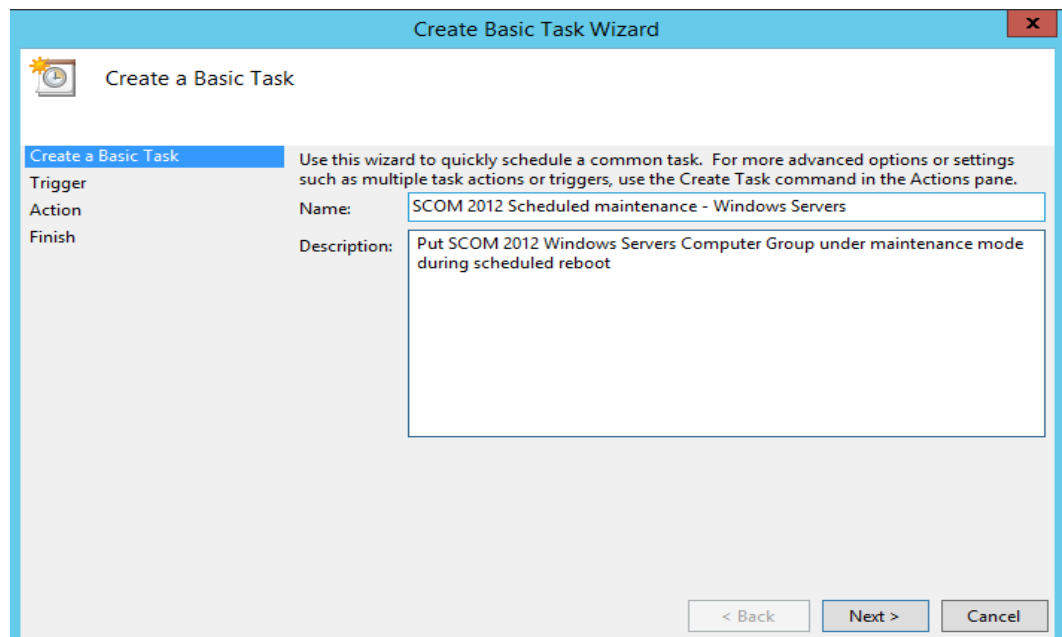 Create Basic Task Wizard
x
Create a Basic Task
Create a Basic Task
Trigger
Action
Finish
Use this wizard to quickly schedule a common task.  For more advanced options or settings
such as multiple task actions or triggers, use the Create Task command in the Actions pane.
Name:
SCOM 2012 Scheduled maintenance - Windows Servers
Description:
Put SCOM 2012 Windows Servers Computer Group under maintenance mode
during scheduled reboot
< Back
Next >
Cancel